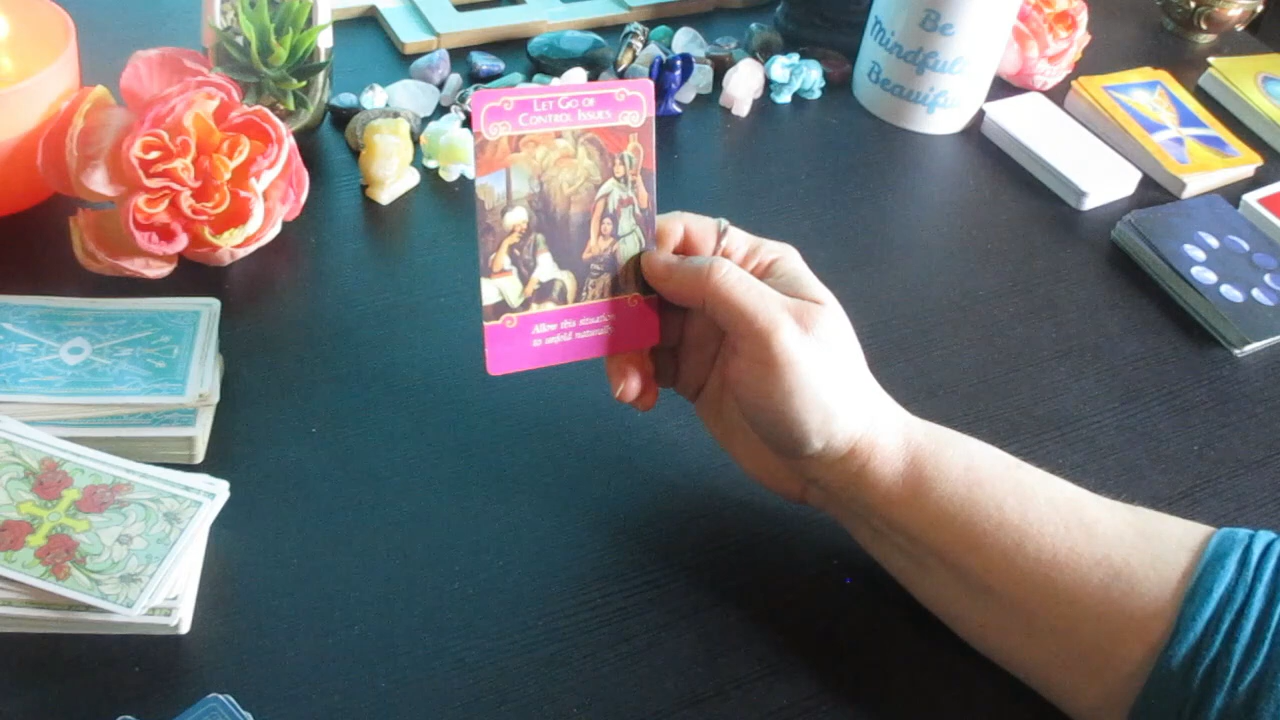 LET GO OF
CONTROL ISSUES
Allow this situation
to unfold naturally.
Be
Mindful
Beautiful